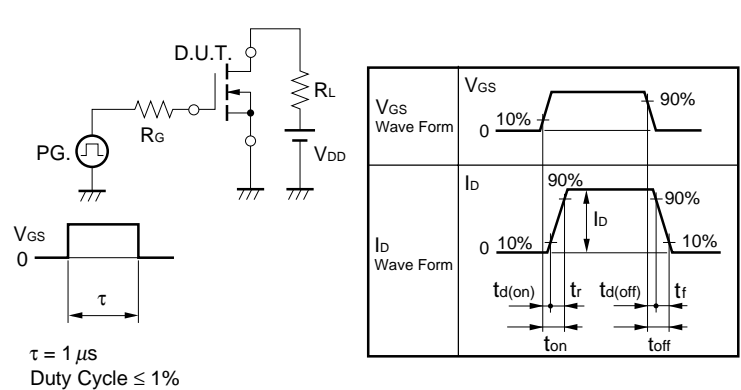 D.U.T.
RL
RG
PG.
VDD
VGS
0
τ
τ = 1 μs
Duty Cycle ≤ 1%
VGS
Wave Form
VGS
10%
0
90%
ID
Wave Form
ID
90%
90%
ID
0 10%
10%
td(on) tr td(off) tf
ton toff